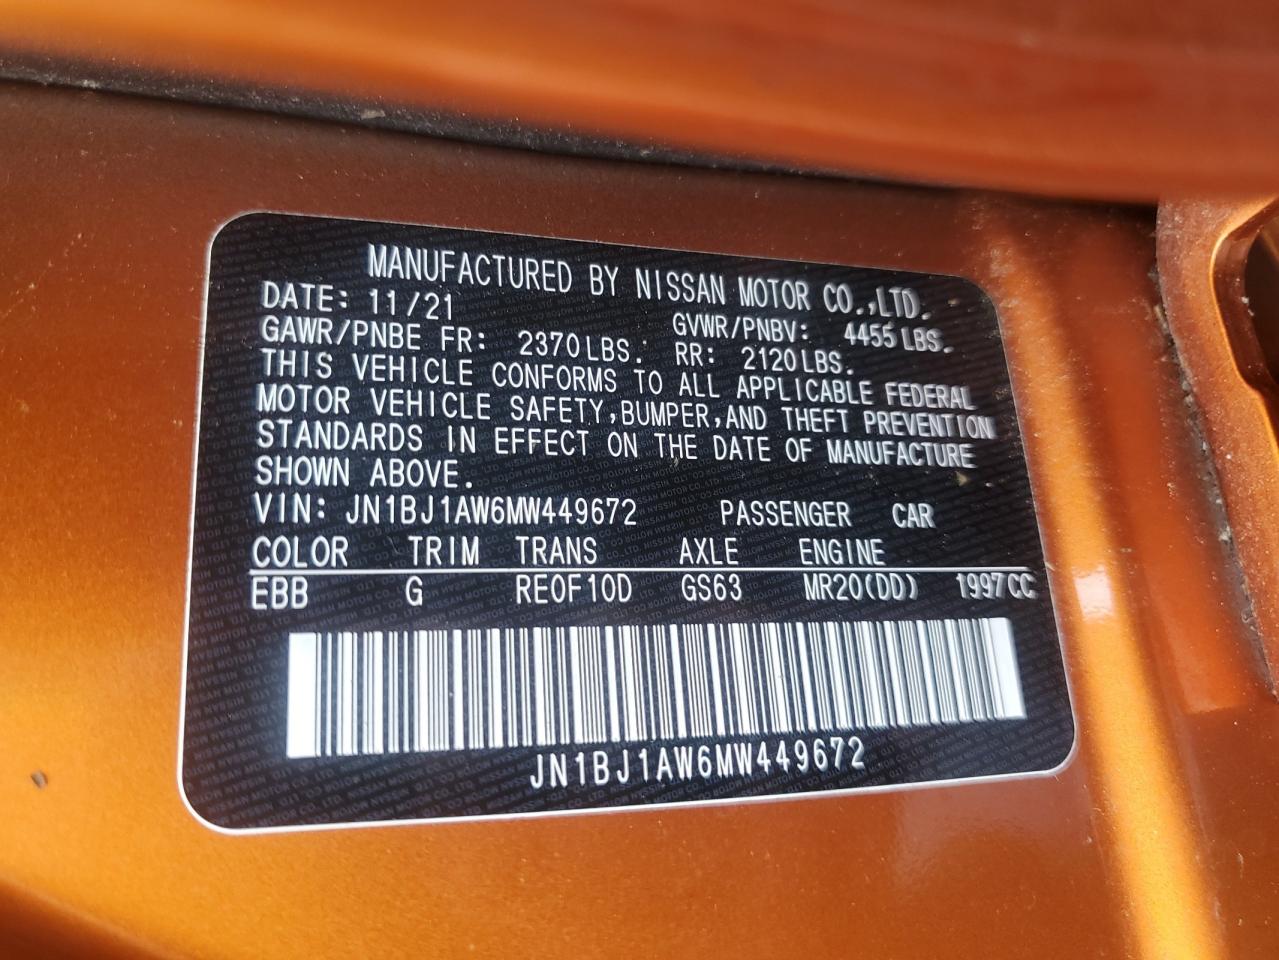 MANUFACTURED BY NISSAN MOTOR CO.,LTD.
DATE: 11/21 GVWR/PNBV: 4455 LBS.
GAWR/PNBE FR: 2370LBS. RR: 2120LBS.
THIS VEHICLE CONFORMS TO ALL APPLICABLE FEDERAL
MOTOR VEHICLE SAFETY,BUMPER,AND THEFT PREVENTION
STANDARDS IN EFFECT ON THE DATE OF MANUFACTURE
SHOWN ABOVE.
VIN: JN1BJ1AW6MW449672 PASSENGER CAR
COLOR TRIM TRANS AXLE ENGINE
EBB G RE0F10D GS63 MR20(DD) 1997CC
JN1BJ1AW6MW449672